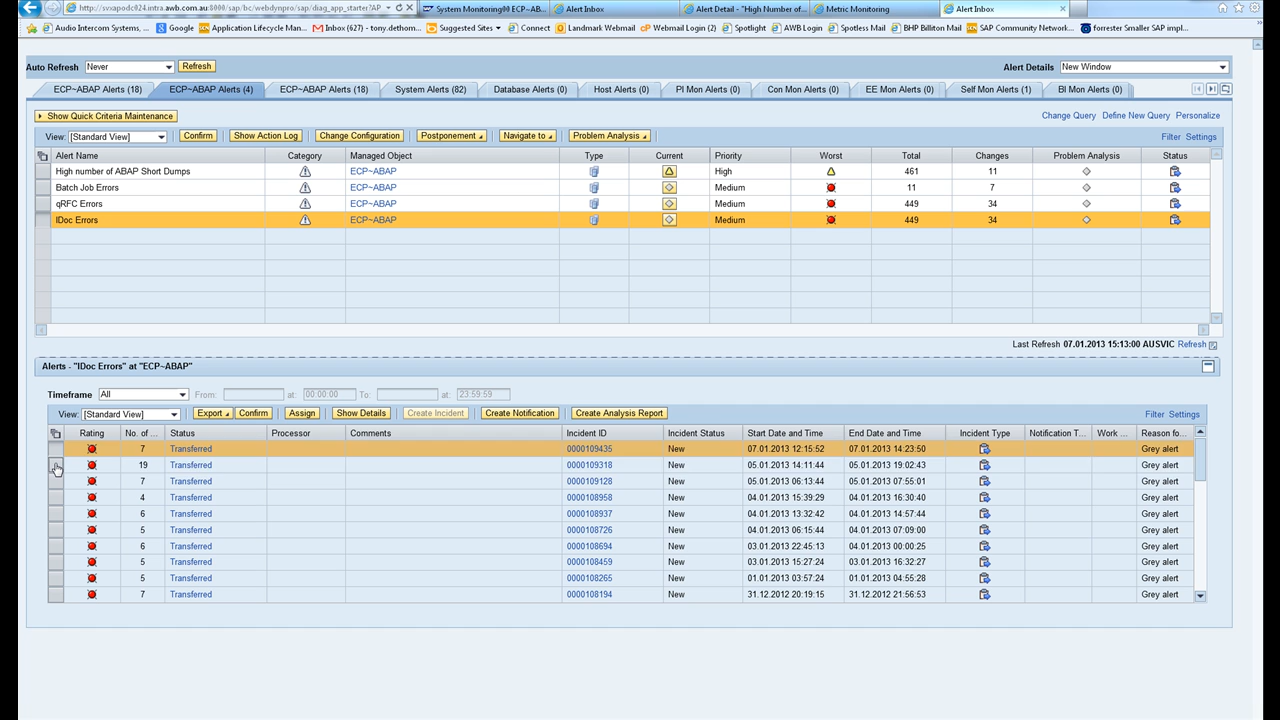 http://svxapodc024.intra.awb.com.au:8000/sap/bc/webdynpro/sap/diag_app_starter?AP System Monitoring## ECP~AB... Alert Inbox Alert Detail - "High Number of... Metric Monitoring Alert Inbox
Audio Intercom Systems, ... Google Application Lifecycle Man... Inbox (67) - tony.dethom... Suggested Sites Connect Landmark Webmail Webmail Login (2) Spotlight AWB Login Spotless Mail BHP Billiton Mail SAP Community Network... forrester Smaller SAP impl...
Auto Refresh Never Refresh Alert Details New Window
ECP~ABAP Alerts (18) ECP~ABAP Alerts (4) ECP~ABAP Alerts (18) System Alerts (82) Database Alerts (0) Host Alerts (0) PI Mon Alerts (0) Con Mon Alerts (0) EE Mon Alerts (0) Self Mon Alerts (1) BI Mon Alerts (0)
Show Quick Criteria Maintenance Change Query Define New Query Personalize
View: [Standard View] Confirm Show Action Log Change Configuration Postponement Navigate to Problem Analysis Filter Settings
Alert Name Category Managed Object Type Current Priority Worst Total Changes Problem Analysis Status
High number of ABAP Short Dumps ECP~ABAP High 461 11
Batch Job Errors ECP~ABAP Medium 11 7
qRFC Errors ECP~ABAP Medium 449 34
IDoc Errors ECP~ABAP Medium 449 34
Last Refresh 07.01.2013 15:13:00 AUSVIC Refresh
Alerts - "IDoc Errors" at "ECP~ABAP"
Timeframe All From: at: 00:00:00 To: at: 23:59:59
View: [Standard View] Export Confirm Assign Show Details Create Incident Create Notification Create Analysis Report Filter Settings
Rating No. of ... Status Processor Comments Incident ID Incident Status Start Date and Time End Date and Time Incident Type Notification T... Work ... Reason fo...
7 Transferred 0000109435 New 07.01.2013 12:15:52 07.01.2013 14:23:50 Grey alert
19 Transferred 0000109318 New 05.01.2013 14:11:44 05.01.2013 19:02:43 Grey alert
7 Transferred 0000109128 New 05.01.2013 06:13:44 05.01.2013 07:55:01 Grey alert
4 Transferred 0000108958 New 04.01.2013 15:39:29 04.01.2013 16:30:40 Grey alert
6 Transferred 0000108937 New 04.01.2013 13:32:42 04.01.2013 14:57:44 Grey alert
5 Transferred 0000108726 New 04.01.2013 06:15:44 04.01.2013 07:09:00 Grey alert
6 Transferred 0000108694 New 03.01.2013 22:45:13 04.01.2013 00:00:25 Grey alert
5 Transferred 0000108459 New 03.01.2013 15:27:24 03.01.2013 16:32:27 Grey alert
5 Transferred 0000108265 New 01.01.2013 03:57:24 01.01.2013 04:55:28 Grey alert
7 Transferred 0000108194 New 31.12.2012 20:19:15 31.12.2012 21:56:53 Grey alert